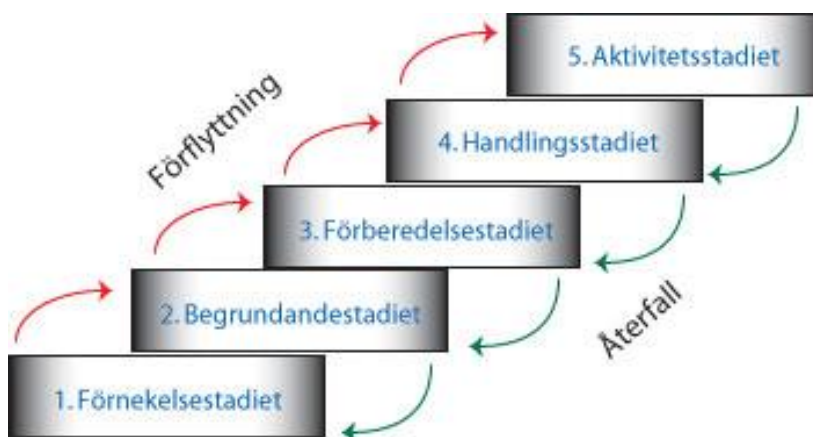 5. Aktivitetsstadiet
Förflyttning
4. Handlingsstadiet
3. Förberedelsestadiet
Återfall
2. Begrundandestadiet
1. Förnekelsestadiet